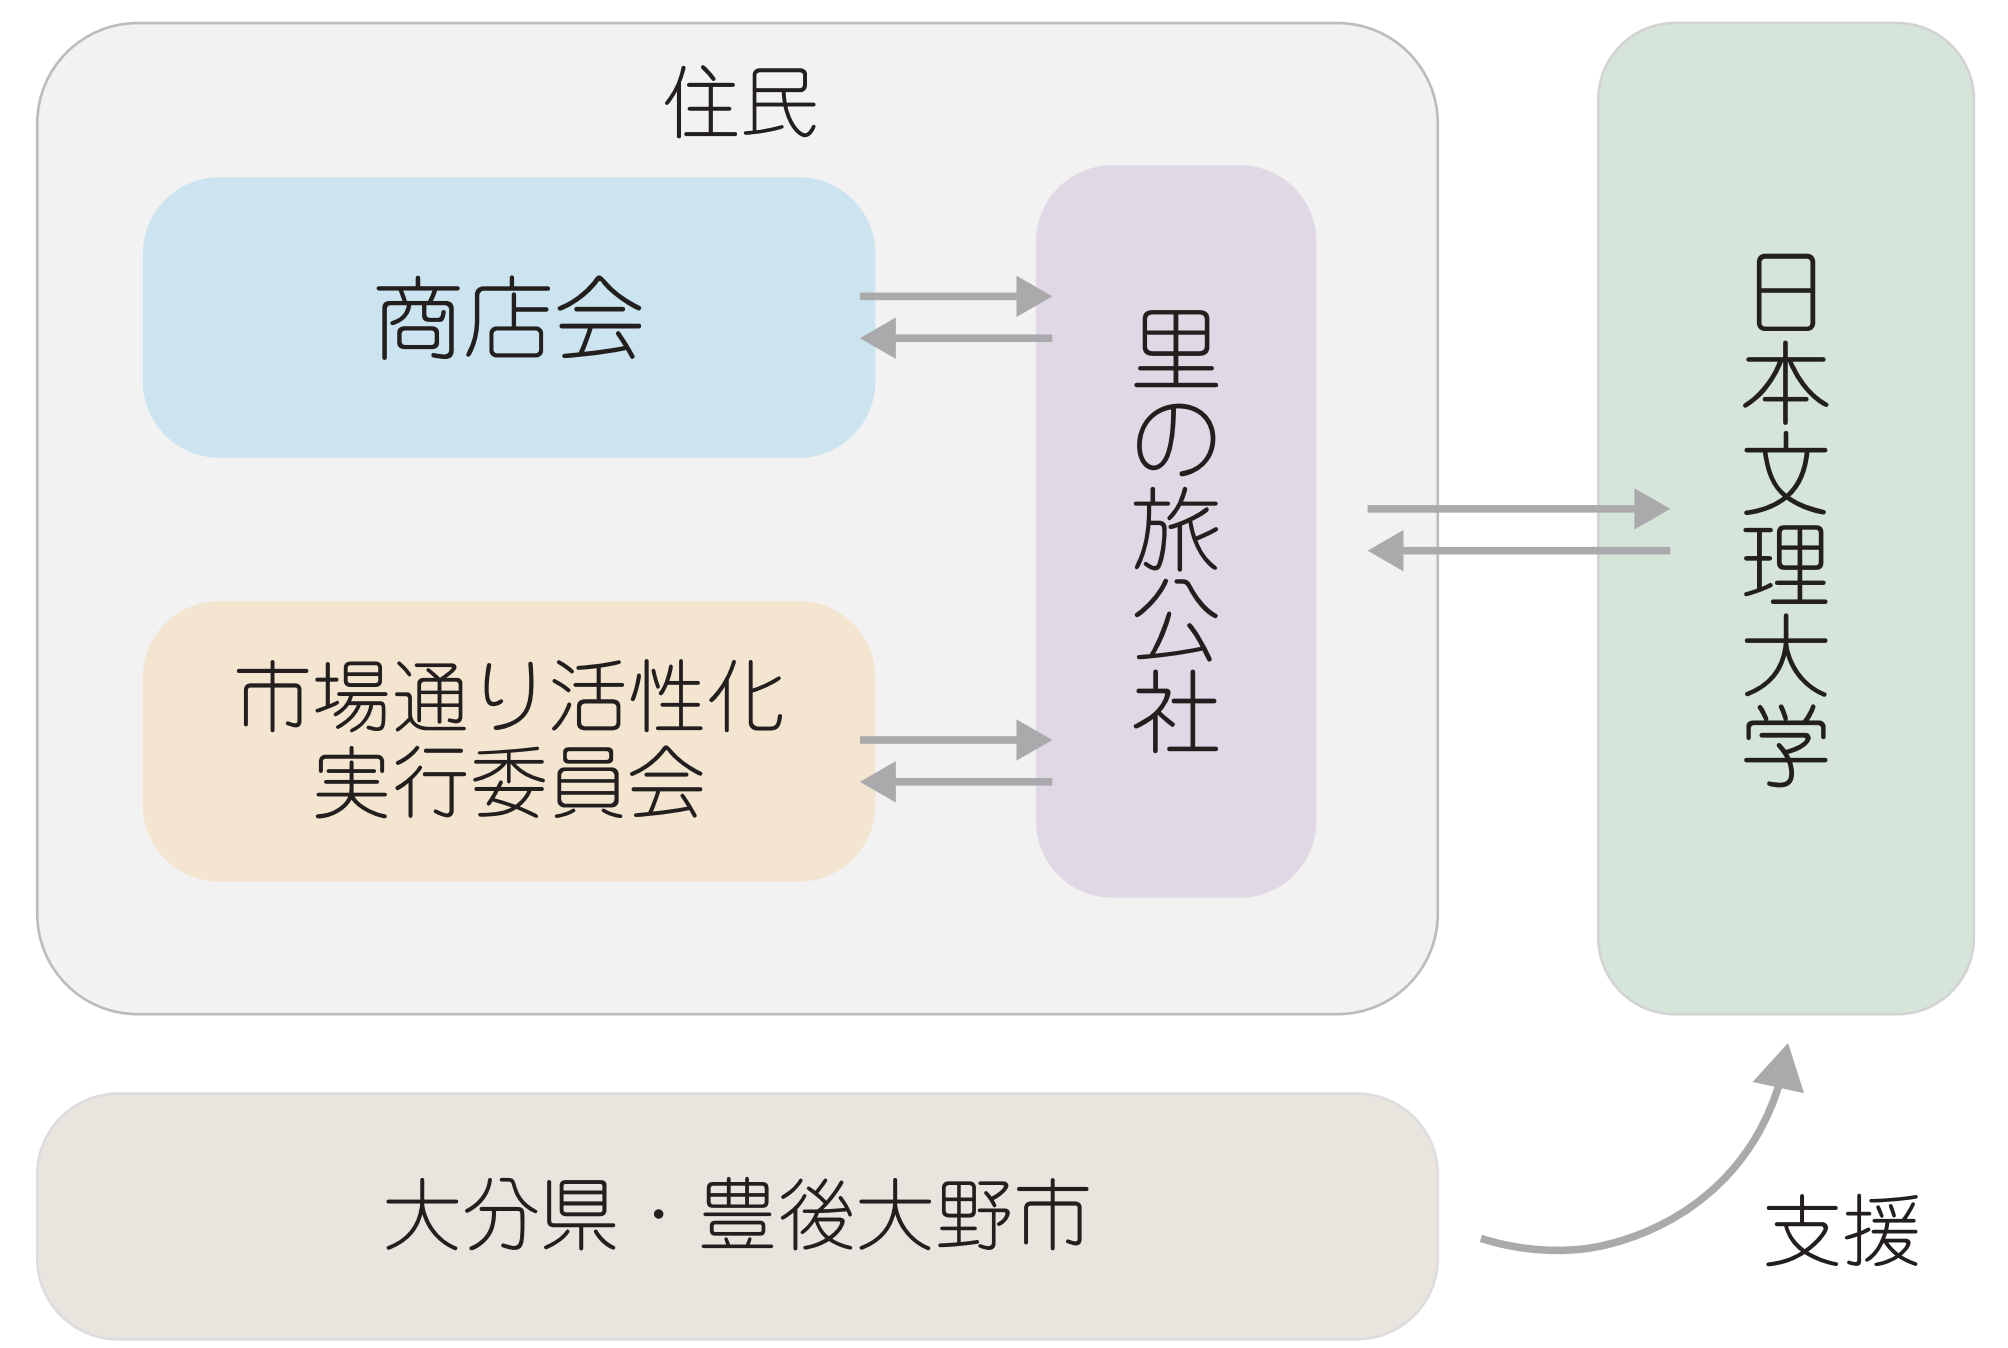 住民
商店会
市場通り活性化
実行委員会
里の旅公社
日本文理大学
大分県・豊後大野市
支援